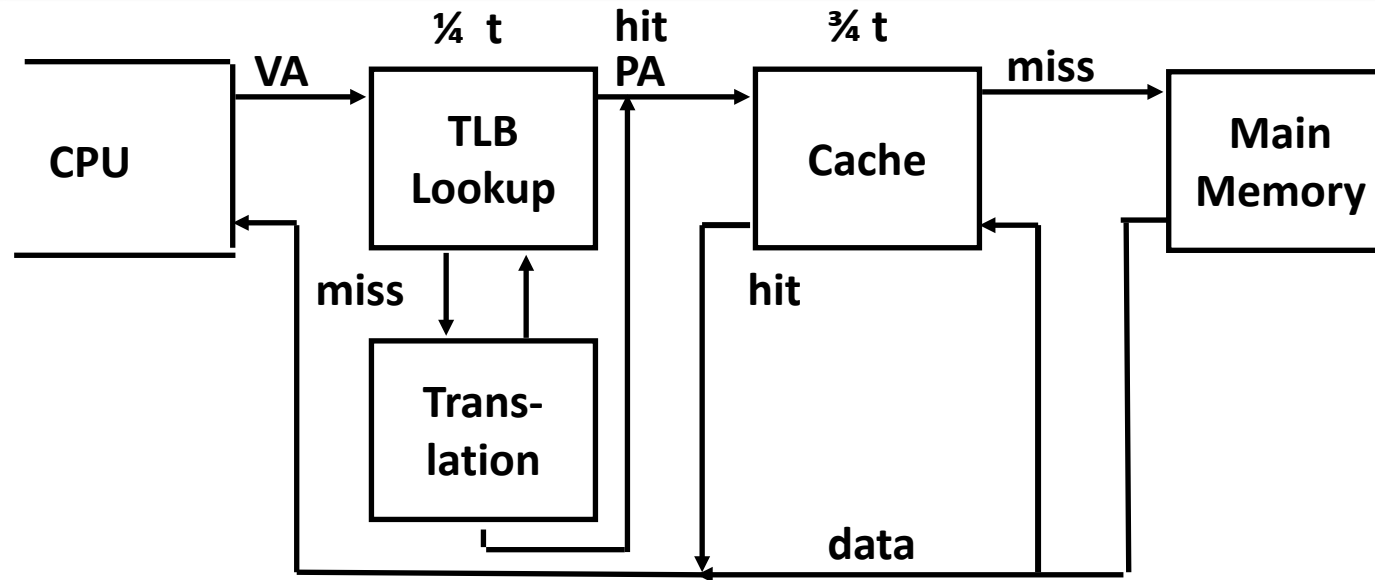 ¼ t
hit
¾ t
VA
PA
miss
CPU
TLB
Lookup
Cache
Main
Memory
miss
hit
Trans-
lation
data